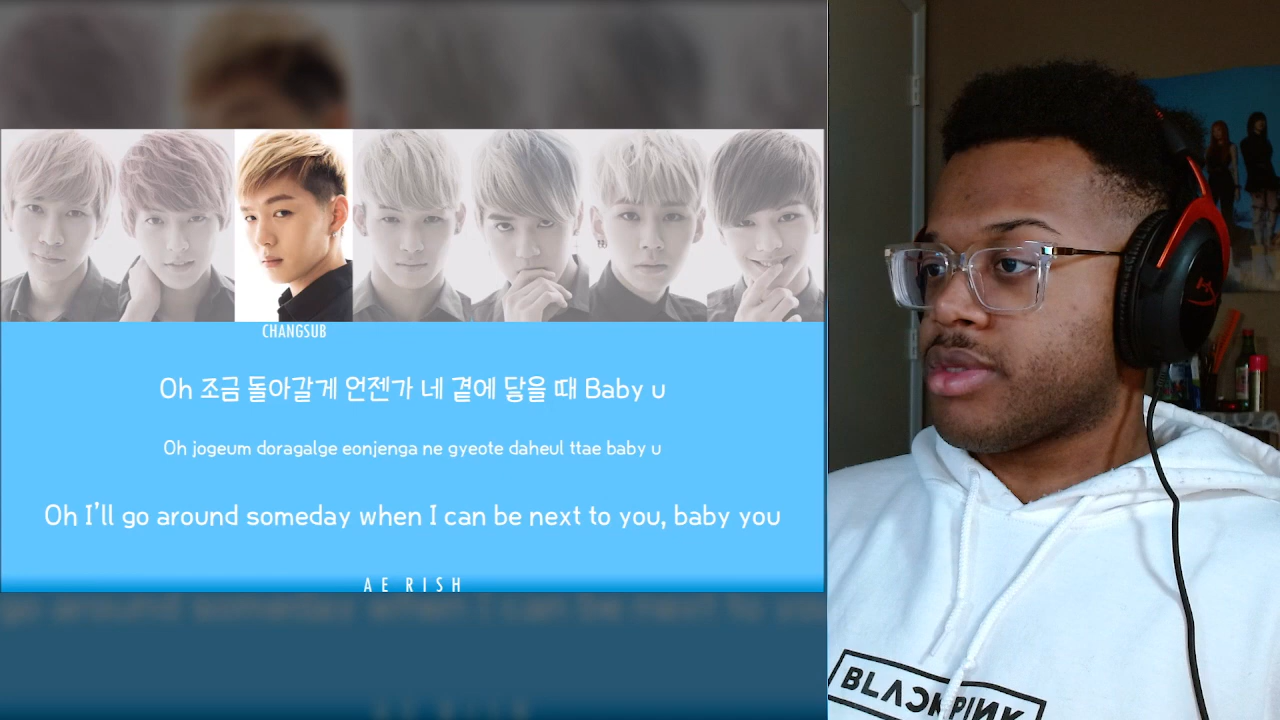 CHANGSUB
Oh 조금 돌아갈게 언젠가 네 곁에 닿을 때 Baby u
Oh jogeum doragalge eonjenga ne gyeote daheul ttae baby u
Oh I'll go around someday when I can be next to you, baby you
AE RISH
BLACKPINK